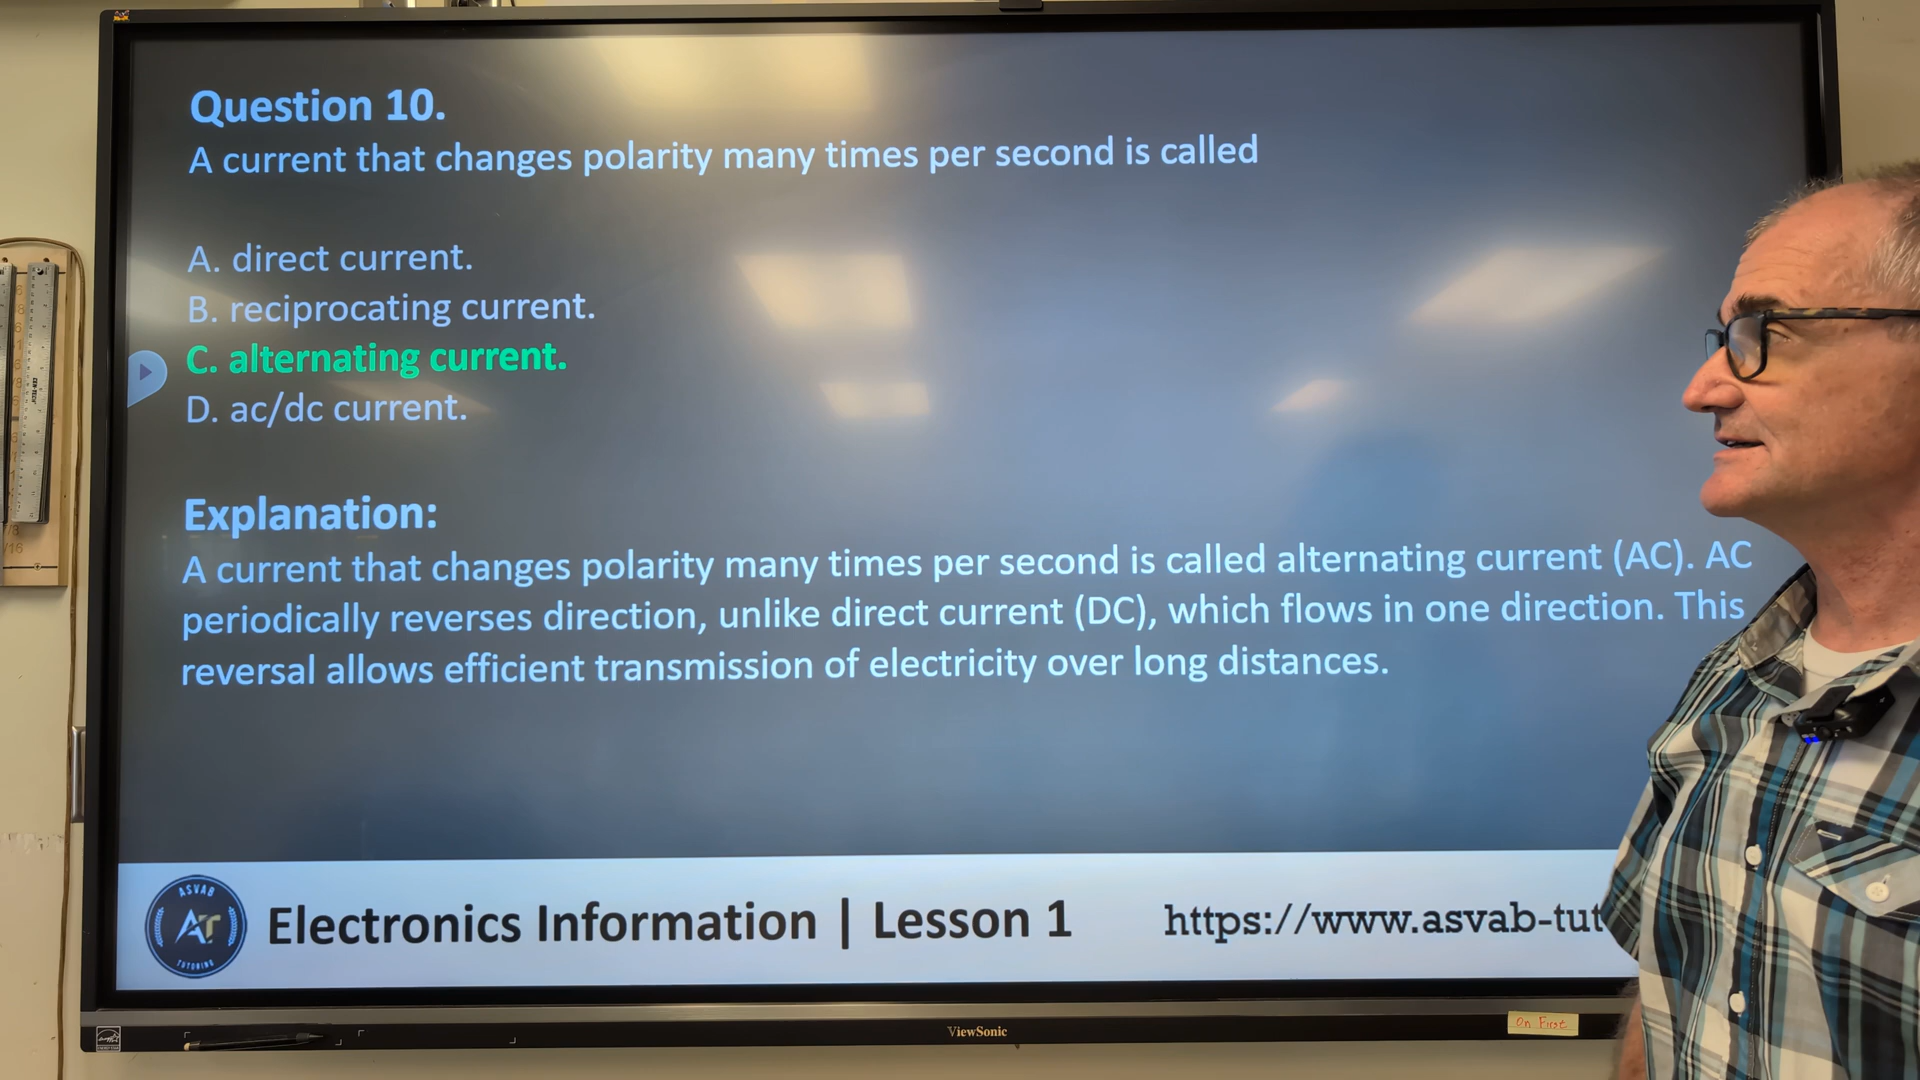 Question 10.
A current that changes polarity many times per second is called
A. direct current.
B. reciprocating current.
C. alternating current.
D. ac/dc current.
Explanation:
A current that changes polarity many times per second is called alternating current (AC). AC
periodically reverses direction, unlike direct current (DC), which flows in one direction. This
reversal allows efficient transmission of electricity over long distances.
ASVAB
AT
TUTORING
Electronics Information | Lesson 1
https://www.asvab-tut
ViewSonic
On First